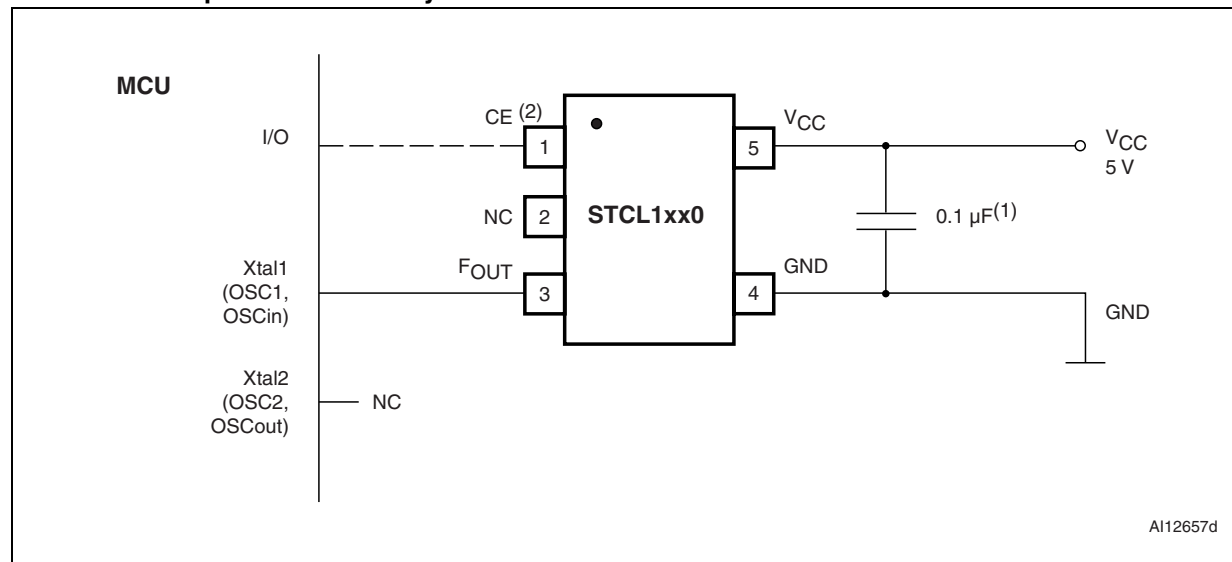 MCU
I/O
CE (2)
1
VCC
5
VCC
5 V
NC
2
STCL1xx0
0.1 µF(1)
Xtal1
(OSC1,
OSCin)
FOUT
3
GND
4
GND
Xtal2
(OSC2,
OSCout)
NC
AI12657d